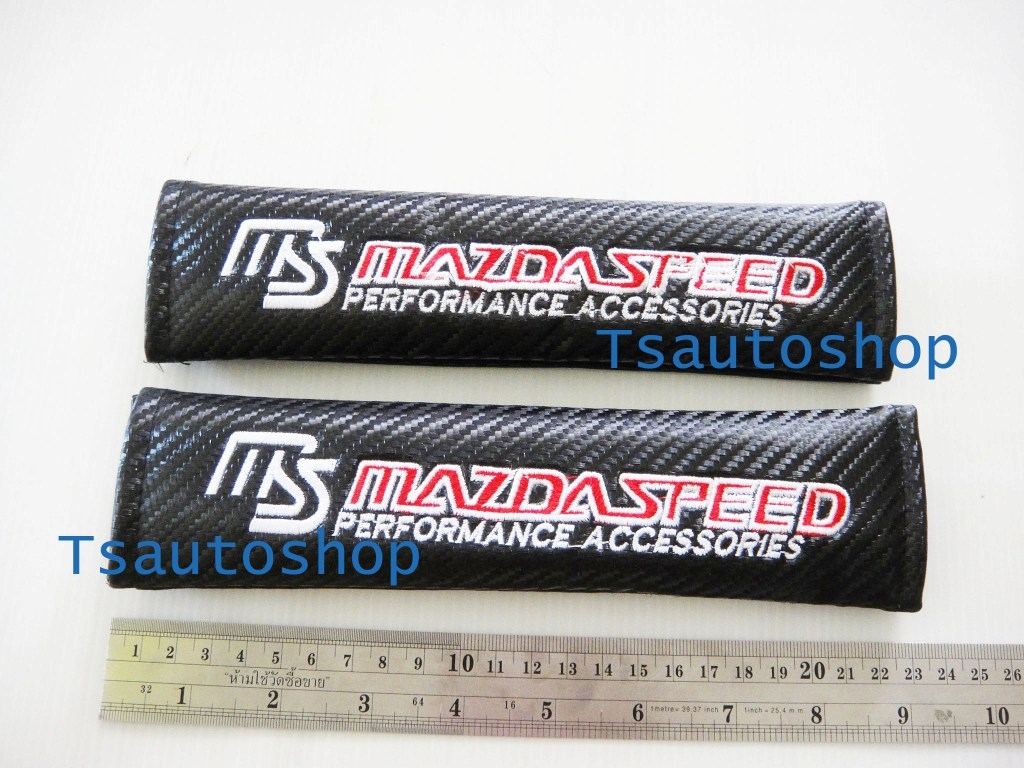 MS MAZDASPEED
PERFORMANCE ACCESSORIES
Tsautoshop
MS MAZDASPEED
PERFORMANCE ACCESSORIES
Tsautoshop
1 2 3 4 5 6 7 8 9 10 11 12 13 14 15 16 17 18 19 20 21 22 23 24 25 26
"ห้ามใช้วัดซื้อขาย"
32 1 2 3 64 4 16 5 6 1metre= 39,37 inch 7 1inch = 25.4 m.m 8 9 10